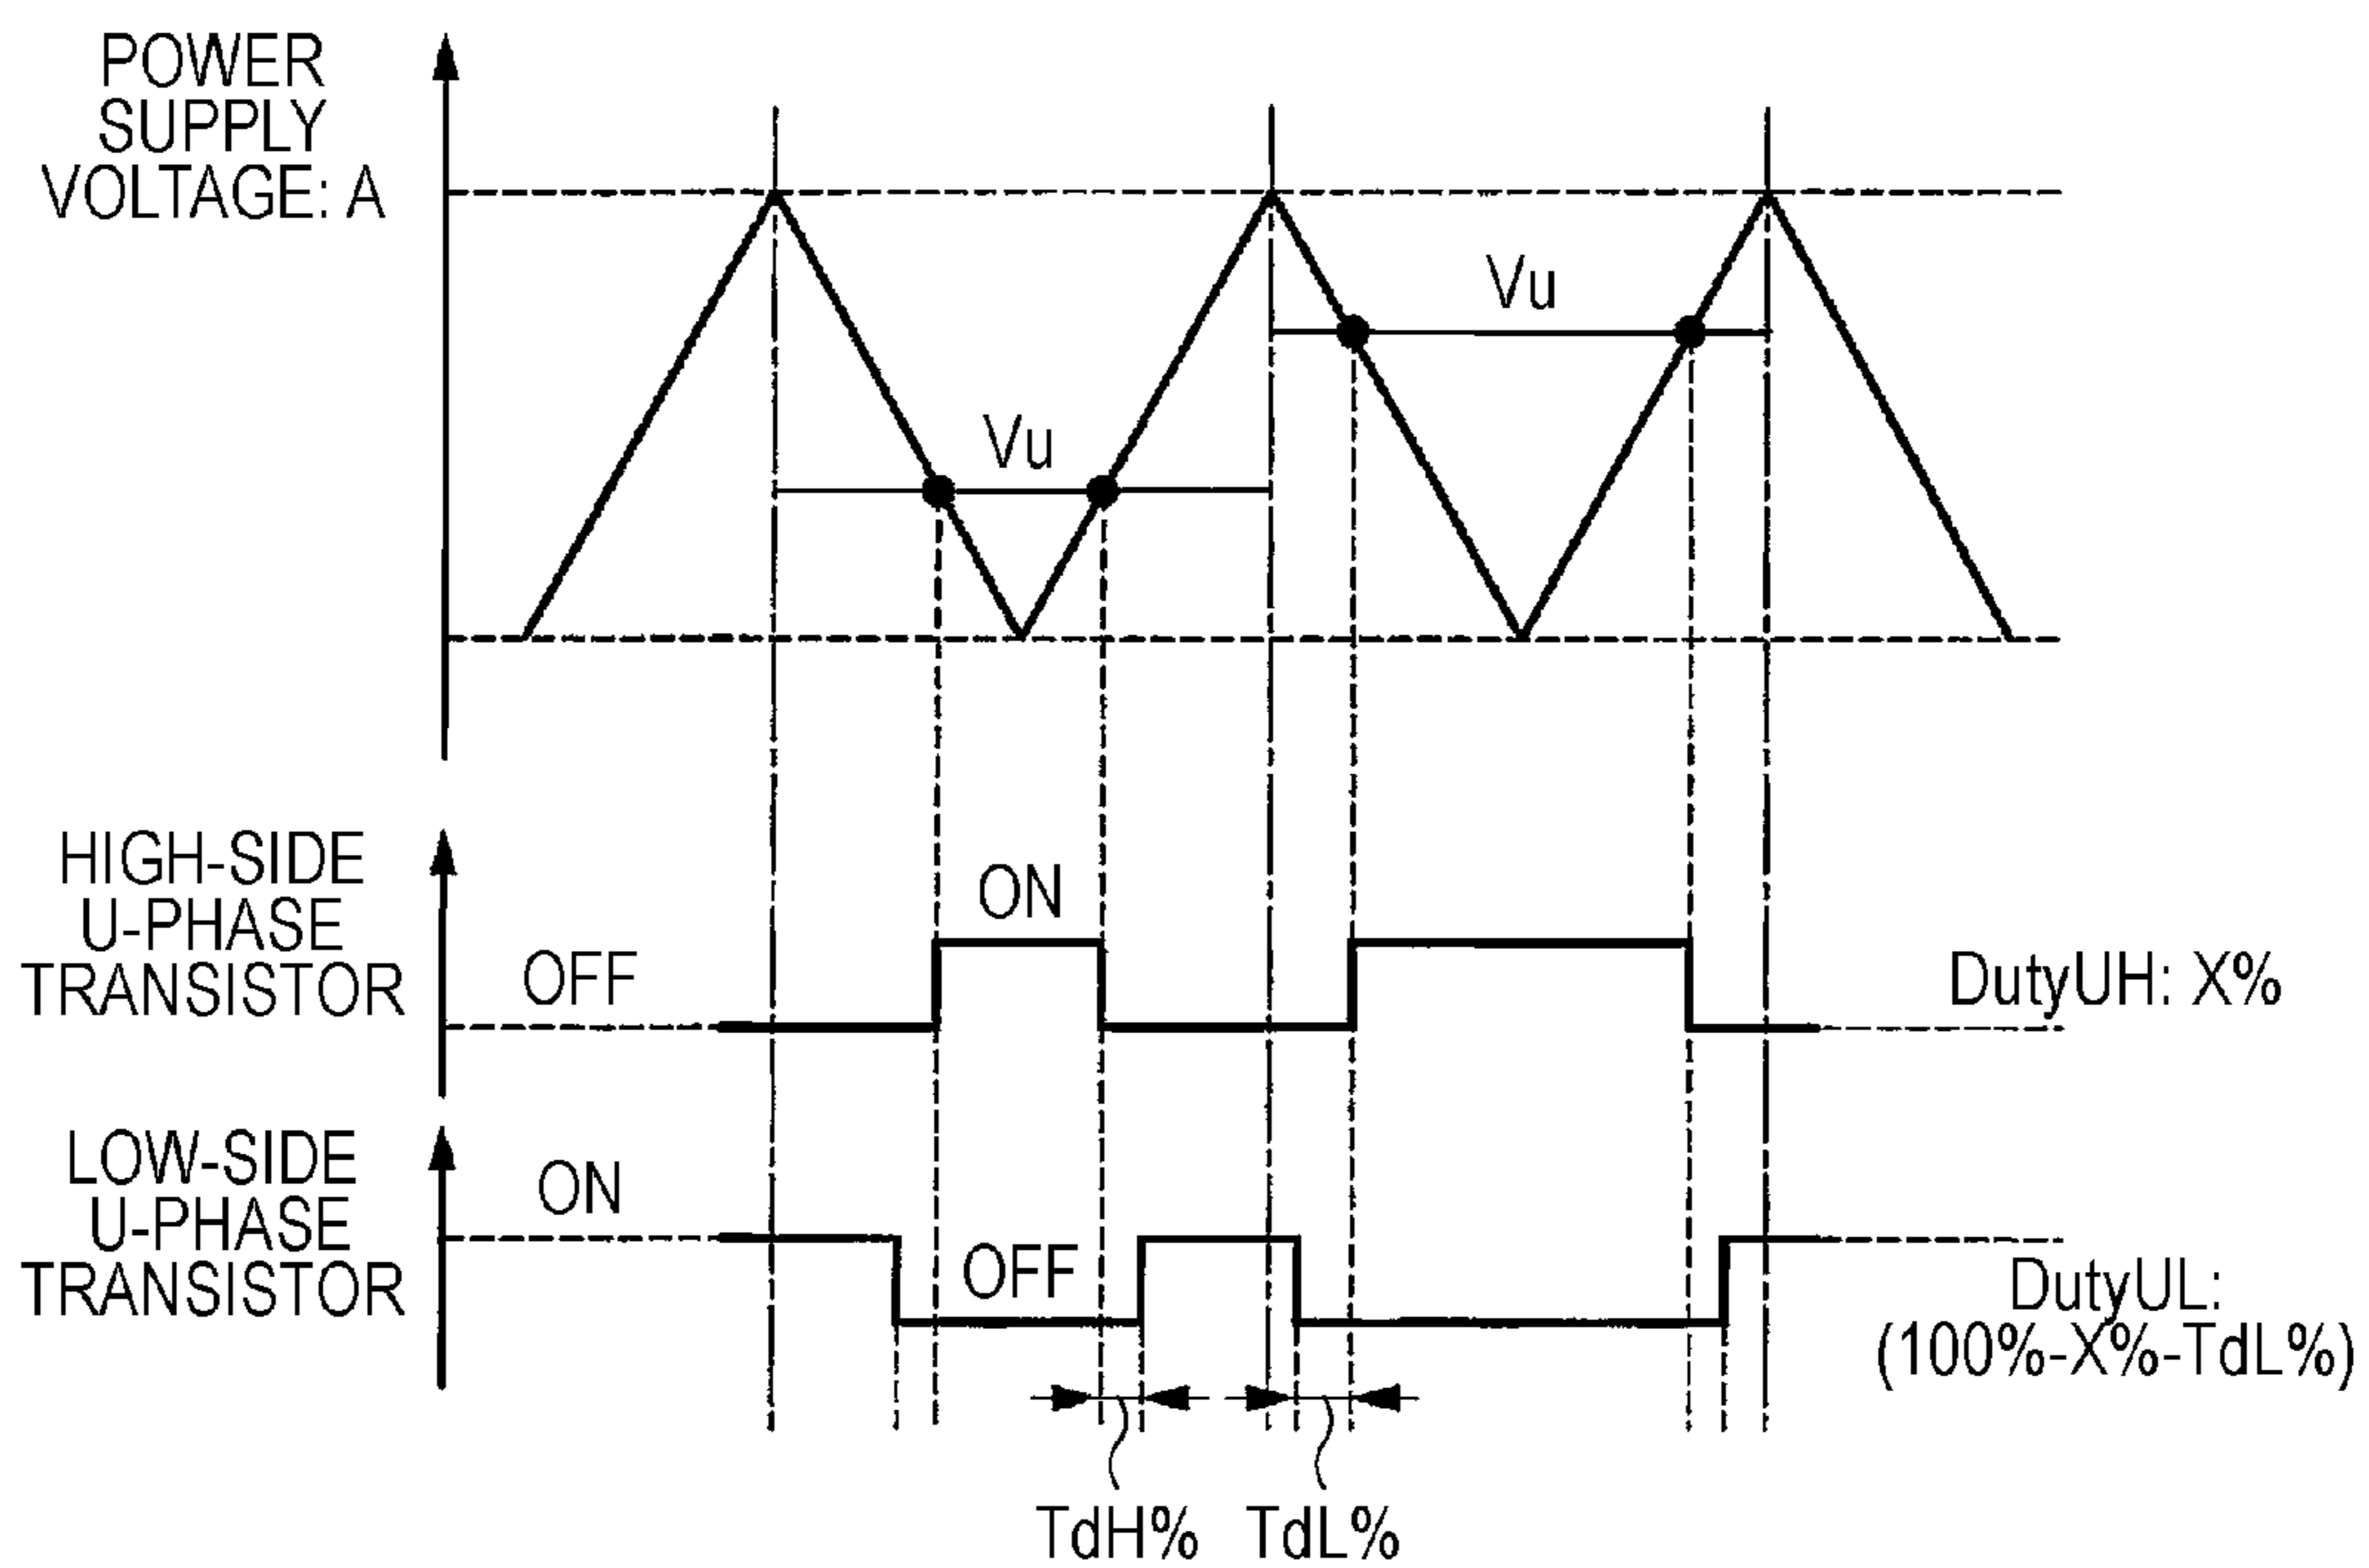 POWER
SUPPLY
VOLTAGE: A
Vu
Vu
HIGH-SIDE
U-PHASE
TRANSISTOR
OFF
ON
DutyUH: X%
LOW-SIDE
U-PHASE
TRANSISTOR
ON
OFF
DutyUL:
(100%-X%-TdL%)
TdH%
TdL%